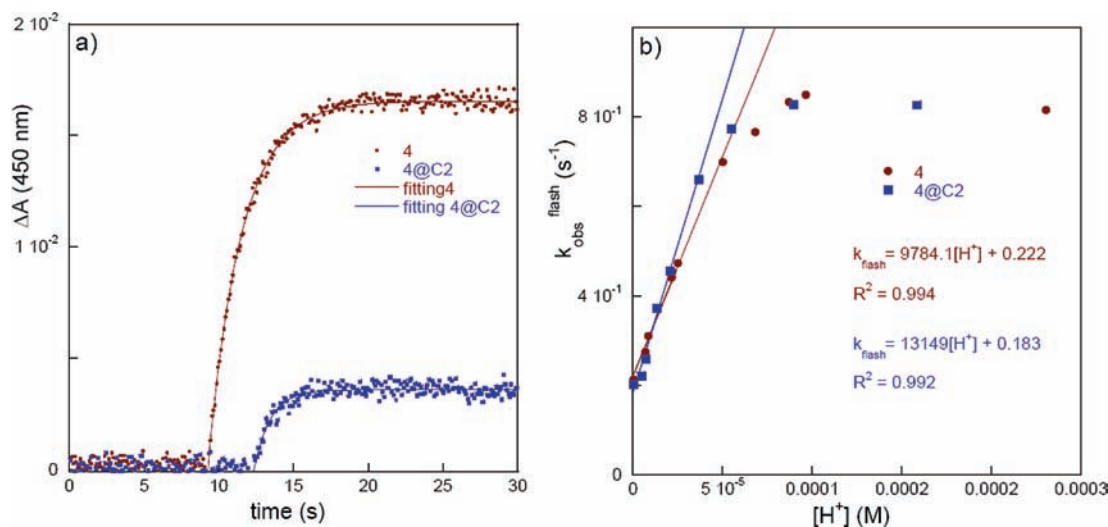 a)
2 10⁻²
1 10⁻²
0
ΔA (450 nm)
4
4@C2
fitting4
fitting 4@C2
0 5 10 15 20 25 30
time (s)
b)
8 10⁻¹
4 10⁻¹
0
k_obs^flash (s⁻¹)
4
4@C2
k_flash = 9784.1[H⁺] + 0.222
R² = 0.994
k_flash = 13149[H⁺] + 0.183
R² = 0.992
0 5 10⁻⁵ 0.0001 0.0002 0.0002 0.0003
[H⁺] (M)